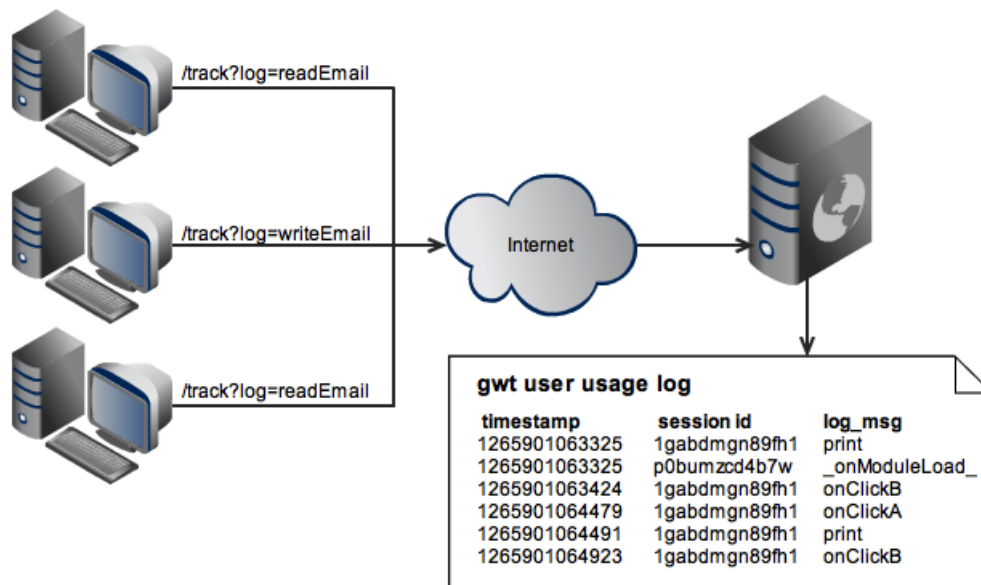 /track?log=readEmail
/track?log=writeEmail
Internet
/track?log=readEmail
gwt user usage log
timestamp session id log_msg
1265901063325 1gabdmgn89fh1 print
1265901063325 p0bumzcd4b7w _onModuleLoad_
1265901063424 1gabdmgn89fh1 onClickB
1265901064479 1gabdmgn89fh1 onClickA
1265901064491 1gabdmgn89fh1 print
1265901064923 1gabdmgn89fh1 onClickB